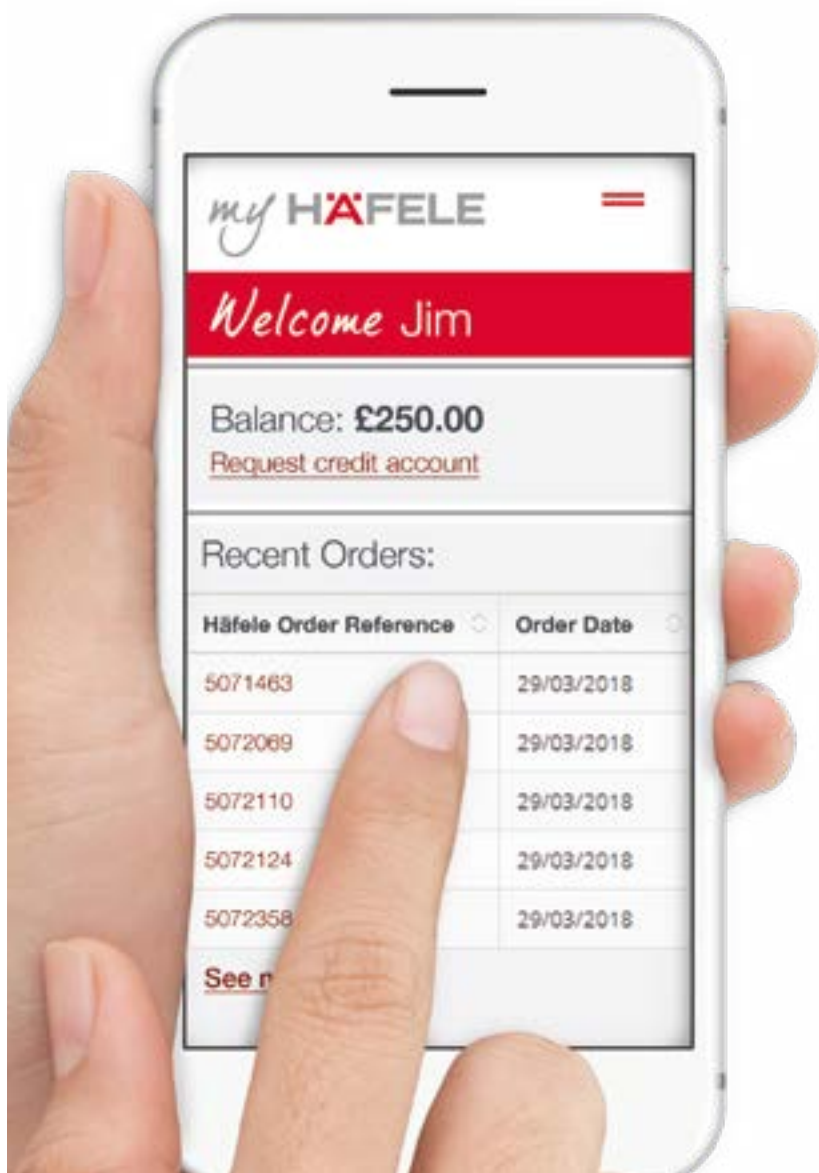 my HÄFELE
Welcome Jim
Balance: £250.00
Request credit account
Recent Orders:
Häfele Order Reference Order Date
5071463 29/03/2018
5072069 29/03/2018
5072110 29/03/2018
5072124 29/03/2018
5072358 29/03/2018
See